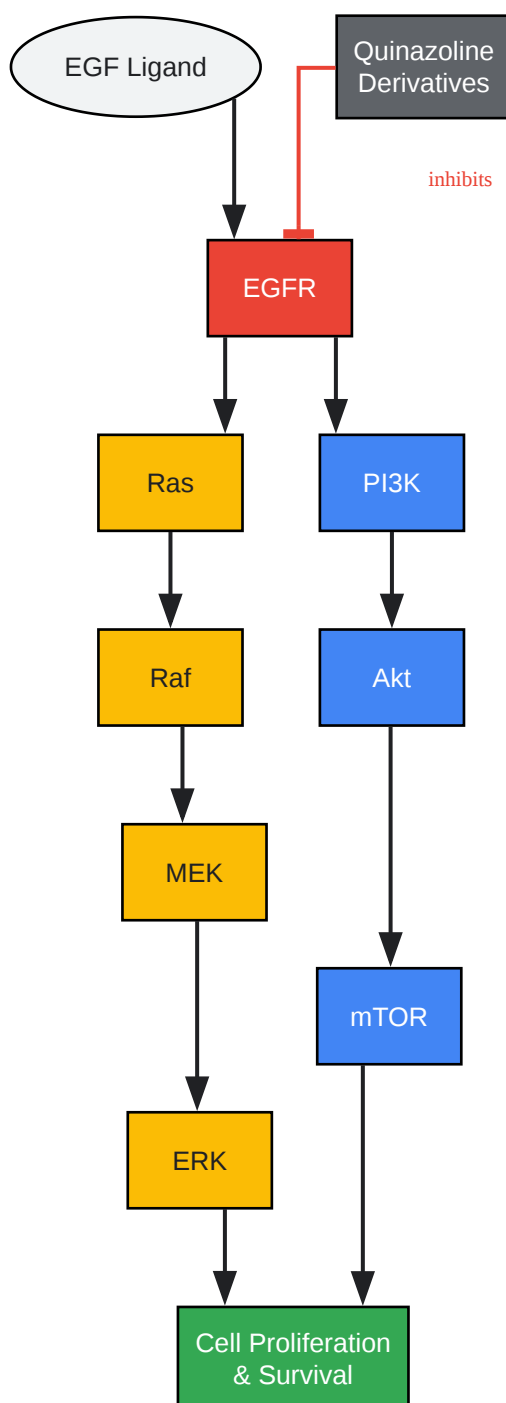 EGF Ligand
Quinazoline
Derivatives
inhibits
EGFR
Ras
PI3K
Raf
Akt
MEK
mTOR
ERK
Cell Proliferation
& Survival